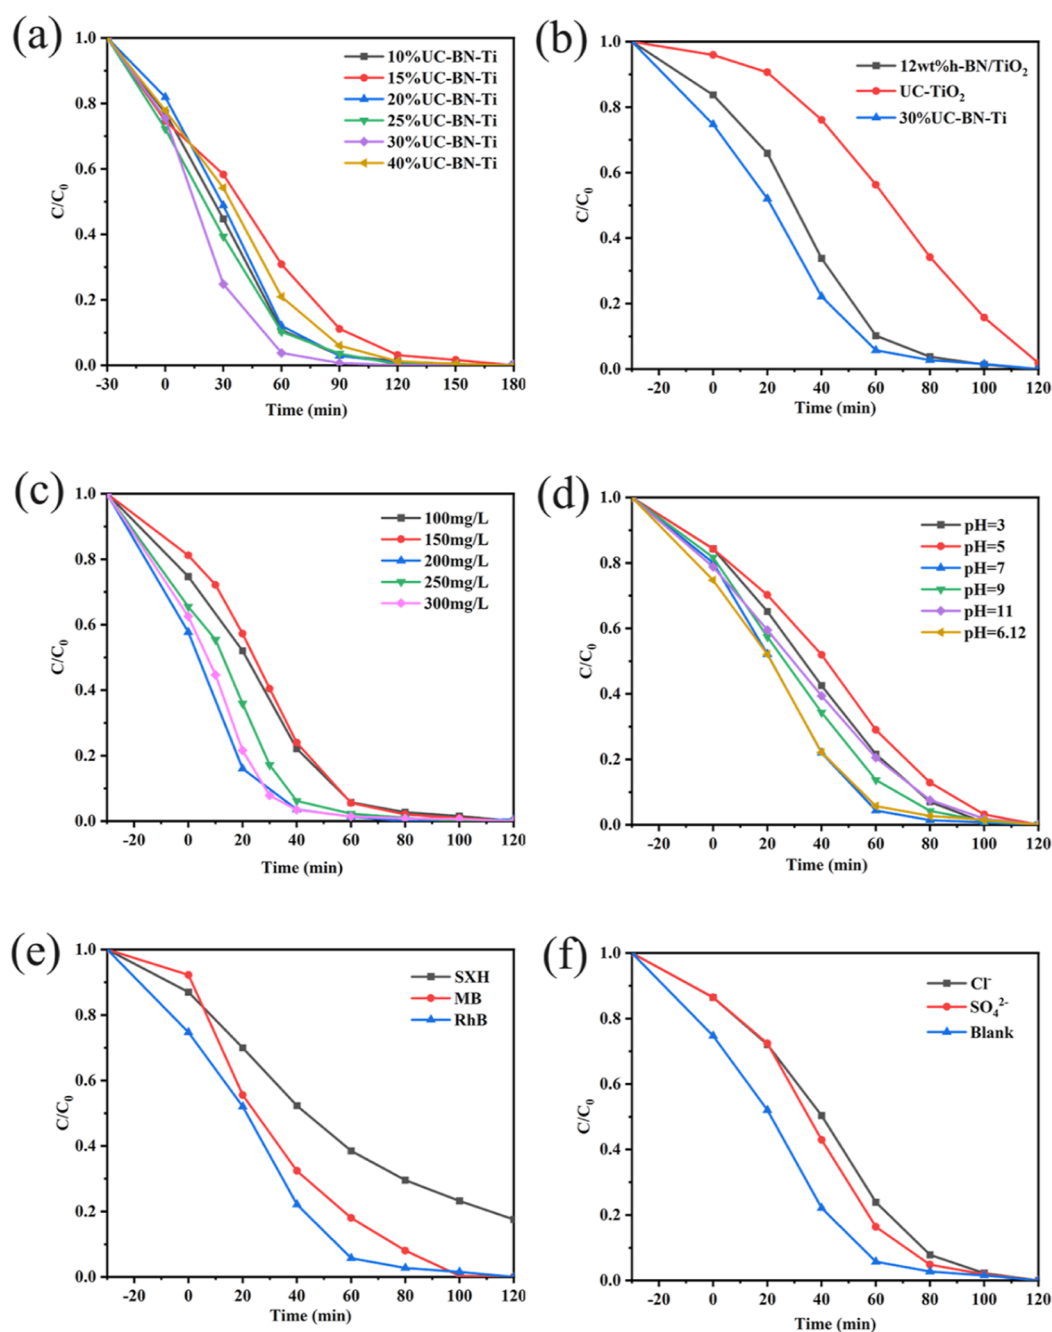 (a)
1.0
0.8
0.6
0.4
0.2
0.0
C/C₀
10%UC-BN-Ti
15%UC-BN-Ti
20%UC-BN-Ti
25%UC-BN-Ti
30%UC-BN-Ti
40%UC-BN-Ti
-30 0 30 60 90 120 150 180
Time (min)
(b)
1.0
0.8
0.6
0.4
0.2
0.0
C/C₀
12wt%h-BN/TiO₂
UC-TiO₂
30%UC-BN-Ti
-20 0 20 40 60 80 100 120
Time (min)
(c)
1.0
0.8
0.6
0.4
0.2
0.0
C/C₀
100mg/L
150mg/L
200mg/L
250mg/L
300mg/L
-20 0 20 40 60 80 100 120
Time (min)
(d)
1.0
0.8
0.6
0.4
0.2
0.0
C/C₀
pH=3
pH=5
pH=7
pH=9
pH=11
pH=6.12
-20 0 20 40 60 80 100 120
Time (min)
(e)
1.0
0.8
0.6
0.4
0.2
0.0
C/C₀
SXH
MB
RhB
-20 0 20 40 60 80 100 120
Time (min)
(f)
1.0
0.8
0.6
0.4
0.2
0.0
C/C₀
Cl⁻
SO₄²⁻
Blank
-20 0 20 40 60 80 100 120
Time (min)